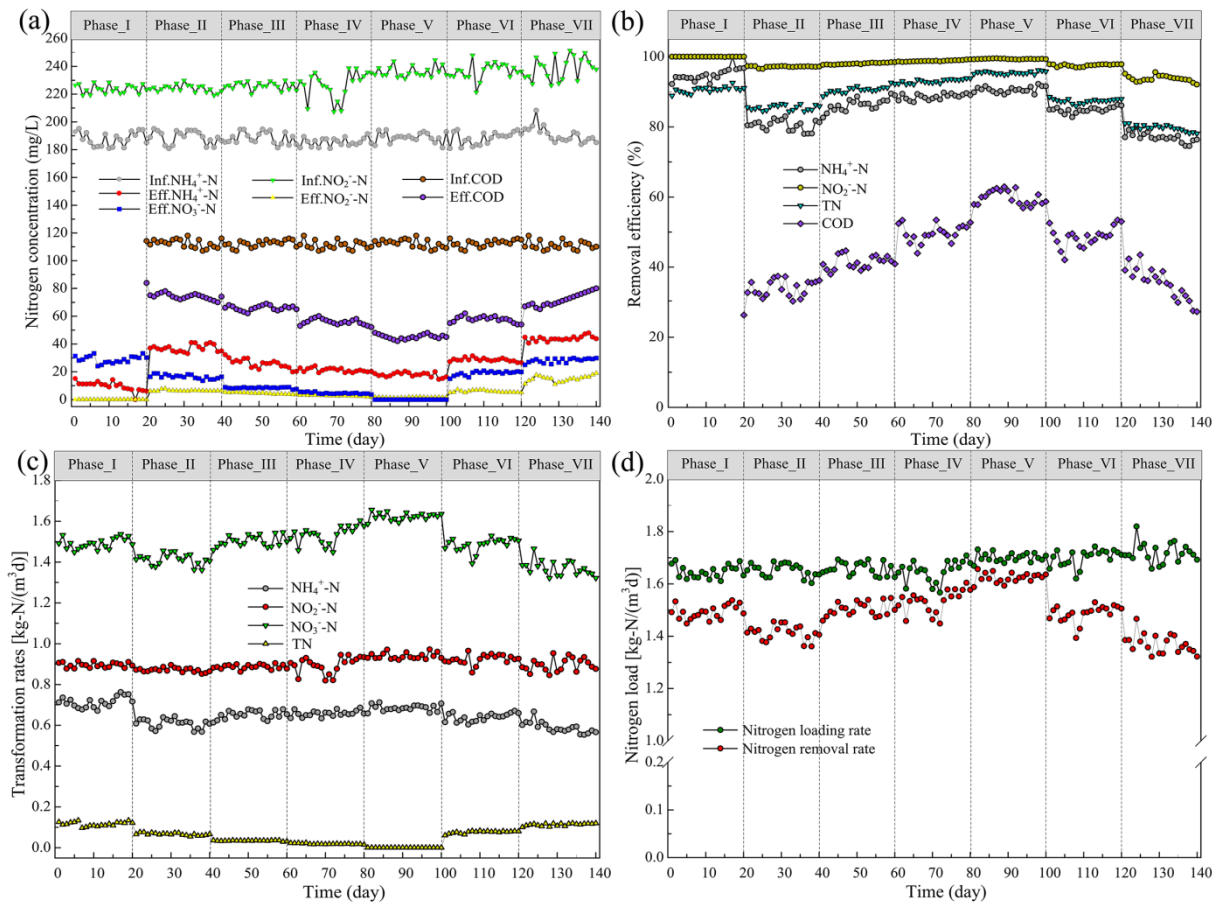 (a)
Phase_I Phase_II Phase_III Phase_IV Phase_V Phase_VI Phase_VII
Nitrogen concentration (mg/L)
260
240
220
200
180
160
140
120
100
80
60
40
20
0
Inf.NH₄⁺-N Inf.NO₂⁻-N Inf.COD
Eff.NH₄⁺-N Eff.NO₂⁻-N Eff.COD
Eff.NO₃⁻-N
0 10 20 30 40 50 60 70 80 90 100 110 120 130 140
Time (day)
(b)
Phase_I Phase_II Phase_III Phase_IV Phase_V Phase_VI Phase_VII
Removal efficiency (%)
100
80
60
40
20
0
NH₄⁺-N
NO₂⁻-N
TN
COD
0 10 20 30 40 50 60 70 80 90 100 110 120 130 140
Time (day)
(c)
Phase_I Phase_II Phase_III Phase_IV Phase_V Phase_VI Phase_VII
Transformation rates [kg-N/(m³d)]
1.8
1.6
1.4
1.2
1.0
0.8
0.6
0.4
0.2
0.0
NH₄⁺-N
NO₂⁻-N
NO₃⁻-N
TN
0 10 20 30 40 50 60 70 80 90 100 110 120 130 140
Time (day)
(d)
Phase_I Phase_II Phase_III Phase_IV Phase_V Phase_VI Phase_VII
Nitrogen load [kg-N/(m³d)]
2.0
1.8
1.6
1.4
1.2
1.0
0.2
0.1
0.0
Nitrogen loading rate
Nitrogen removal rate
0 10 20 30 40 50 60 70 80 90 100 110 120 130 140
Time (day)